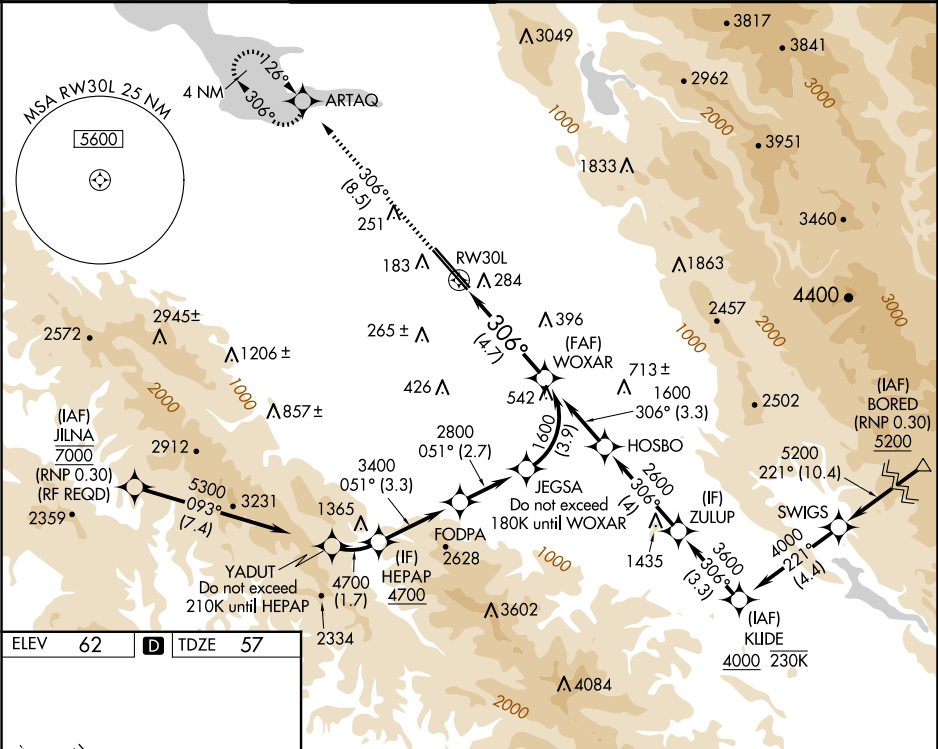 3817
3049
3841
126°
4 NM
306°
ARTAQ
2962
3000
MSA RW30L 25 NM
5600
1000
2000
3951
1833
306°
(8.5)
251
3460
RW30L
183
284
1863
4400
3000
2945±
2572
1206 ±
265 ±
306°
(4.7)
396
(FAF)
WOXAR
2457
1000
2000
2000
1000
857±
426
542
713 ±
1600
306° (3.3)
2502
(IAF)
BORED
(RNP 0.30)
5200
(IAF)
JILNA
7000
(RNP 0.30)
(RF REQD)
2912
2800
051° (2.7)
1600
(3.9)
HOSBO
5200
221° (10.4)
3400
051° (3.3)
5300
093°
(7.4)
3231
2359
1365
JEGSA
Do not exceed
180K until WOXAR
2600
306°
(4)
(IF)
ZULUP
SWIGS
FODPA
2628
1435
1000
4000
221°
(4.4)
YADUT
Do not exceed
210K until HEPAP
4700
(1.7)
(IF)
HEPAP
4700
3600
306°
(3.3)
2334
3602
(IAF)
KLIDE
4000 230K
ELEV 62 D TDZE 57
4084
2000